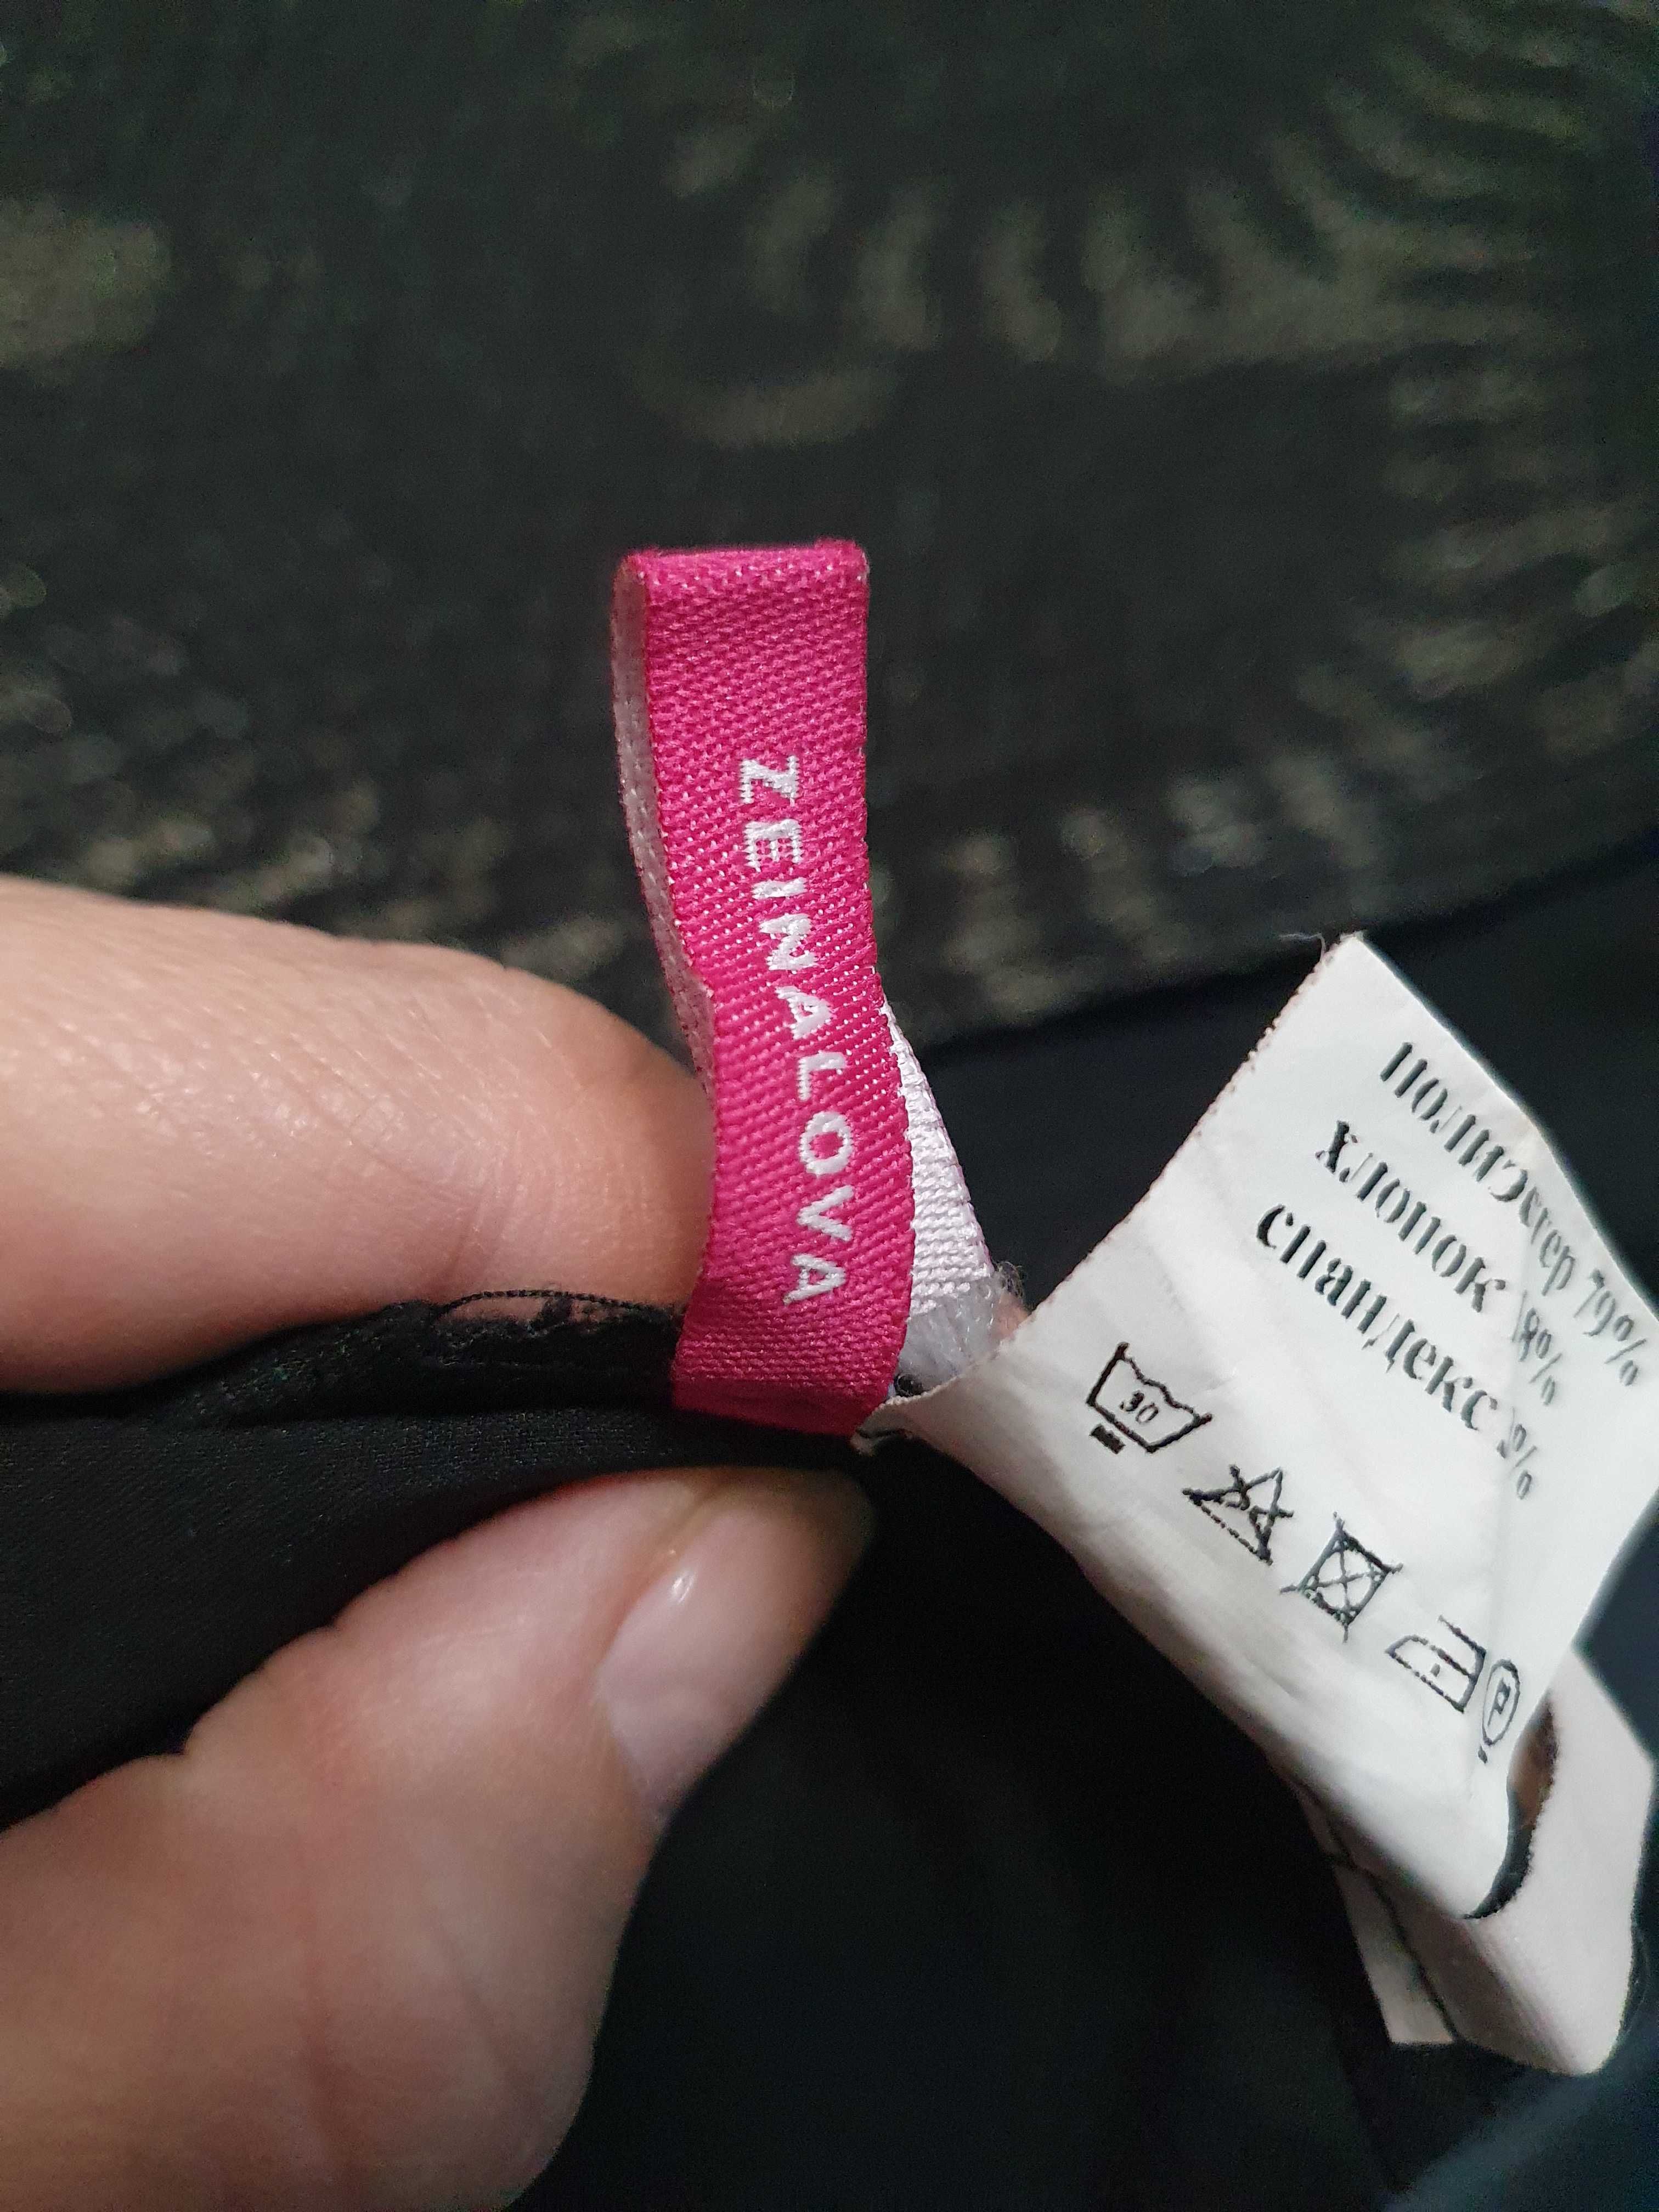 ZEINALOVA
Полиэстер 79%
хлопок 18%
спандекс
30
P